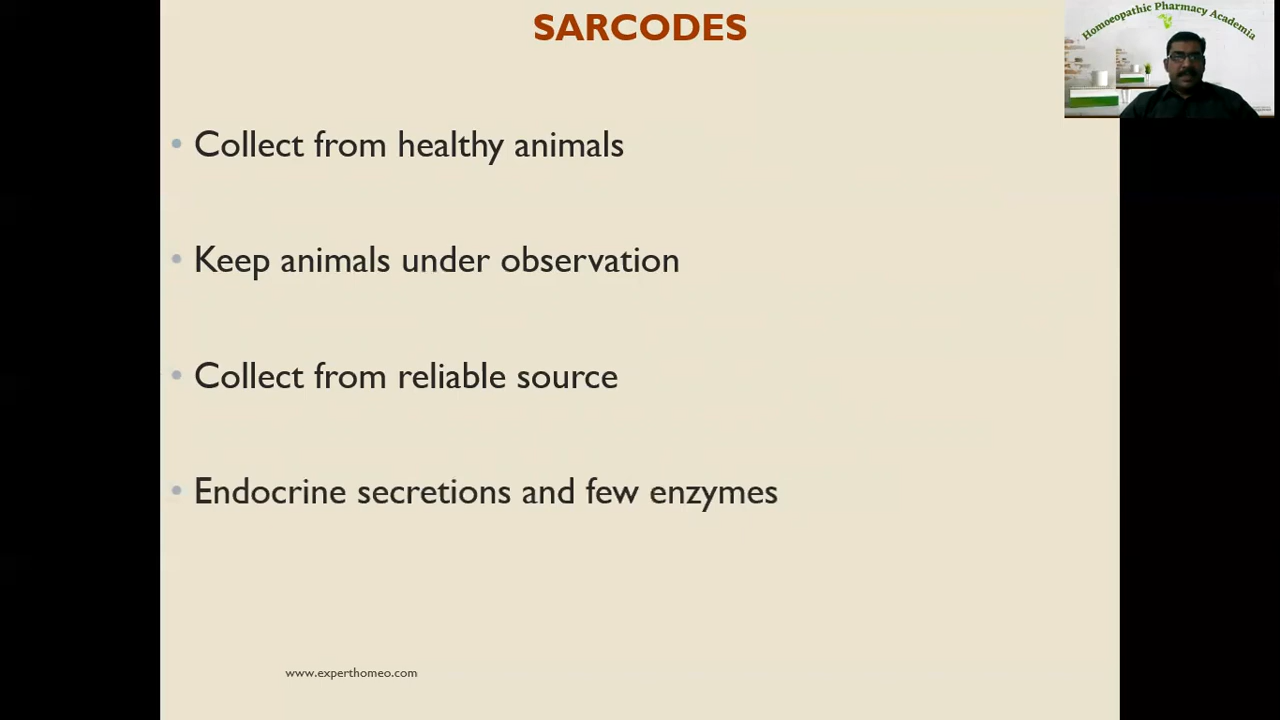 SARCODES
Homoeopathic Pharmacy Academia
• Collect from healthy animals
• Keep animals under observation
• Collect from reliable source
• Endocrine secretions and few enzymes
www.experthomeo.com